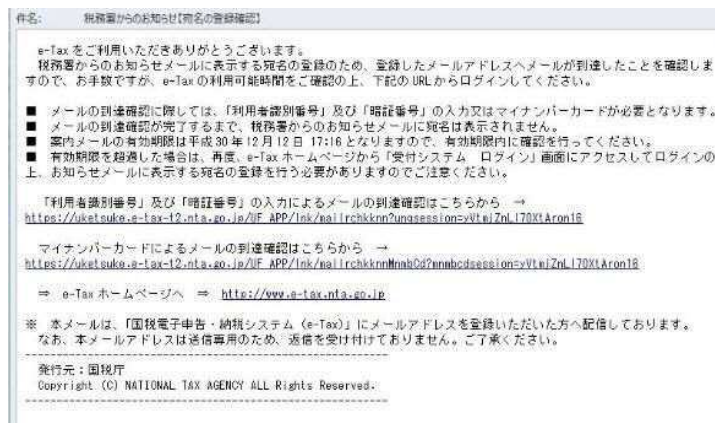 件名: 税務署からのお知らせ【宛名の登録確認】
e-Taxをご利用いただきありがとうございます。
税務署からのお知らせメールに表示する宛名の登録のため、登録したメールアドレスへメールが到達したことを確認しま
すので、お手数ですが、e-Taxの利用可能時間をご確認の上、下記のURLからログインしてください。
■ メールの到達確認に際しては、「利用者識別番号」及び「暗証番号」の入力又はマイナンバーカードが必要となります。
■ メールの到達確認が完了するまで、税務署からのお知らせメールに宛名は表示されません。
■ 案内メールの有効期限は平成30年12月12日 17:16となりますので、有効期限内に確認を行ってください。
■ 有効期限を超過した場合は、再度、e-Taxホームページから「受付システム ログイン」画面にアクセスしてログインの
上、お知らせメールに表示する宛名の登録を行う必要がありますのでご注意ください。
「利用者識別番号」及び「暗証番号」の入力によるメールの到達確認はこちらから →
https://uketsuke.e-tax-t2.nta.go.jp/UF_APP/lnk/mailrchkknn?unqsession=yVtmjZnLl70XtAron16
マイナンバーカードによるメールの到達確認はこちらから →
https://uketsuke.e-tax-t2.nta.go.jp/UF_APP/lnk/mailrchkknnMnmbCd?mnmbcdsession=yVtmjZnLl70XtAron16
⇒ e-Taxホームページへ ⇒ http://www.e-tax.nta.go.jp
※ 本メールは、「国税電子申告・納税システム(e-Tax)」にメールアドレスを登録いただいた方へ配信しております。
なお、本メールアドレスは送信専用のため、返信を受け付けておりません。ご了承ください。
発行元:国税庁
Copyright (C) NATIONAL TAX AGENCY ALL Rights Reserved.